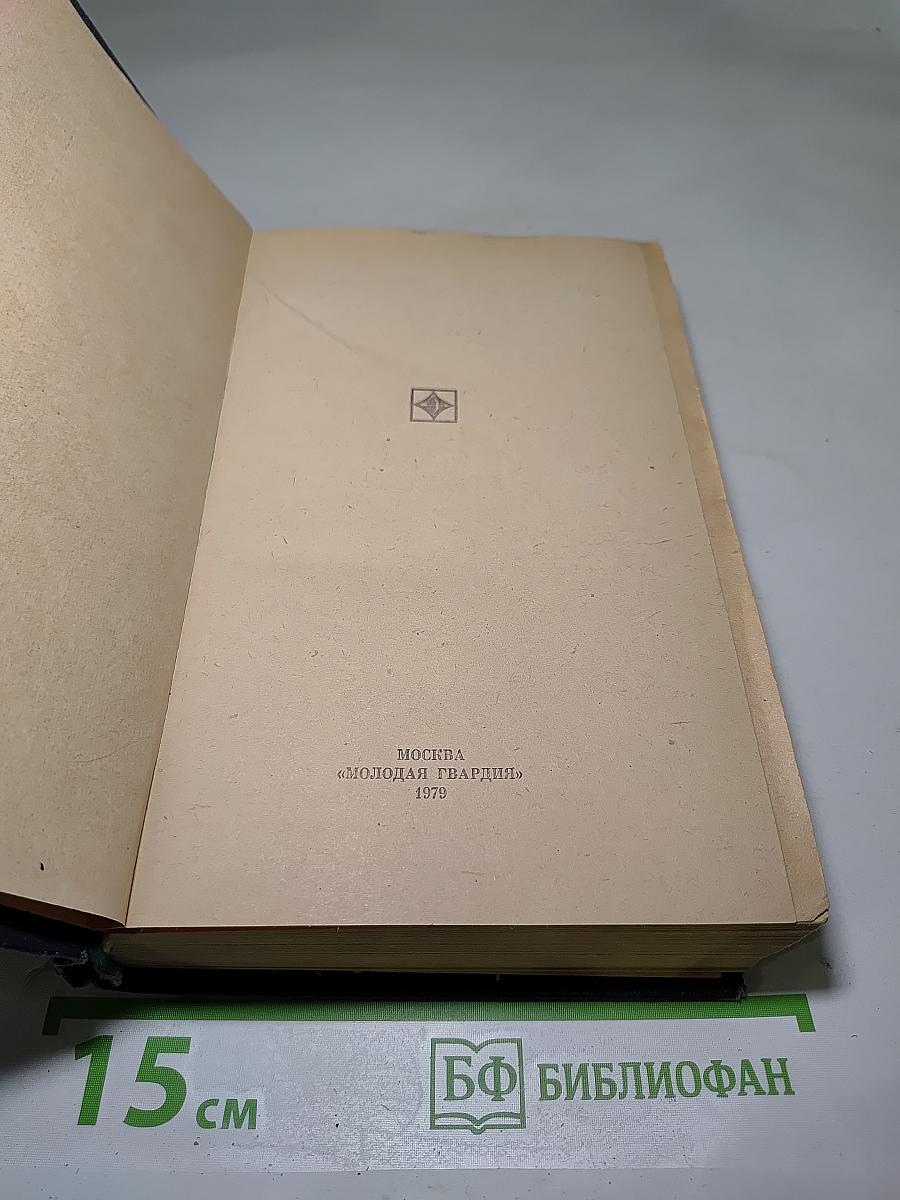 МОСКВА
«МОЛОДАЯ ГВАРДИЯ»
1979
15 см
БФ БИБЛИОФАН